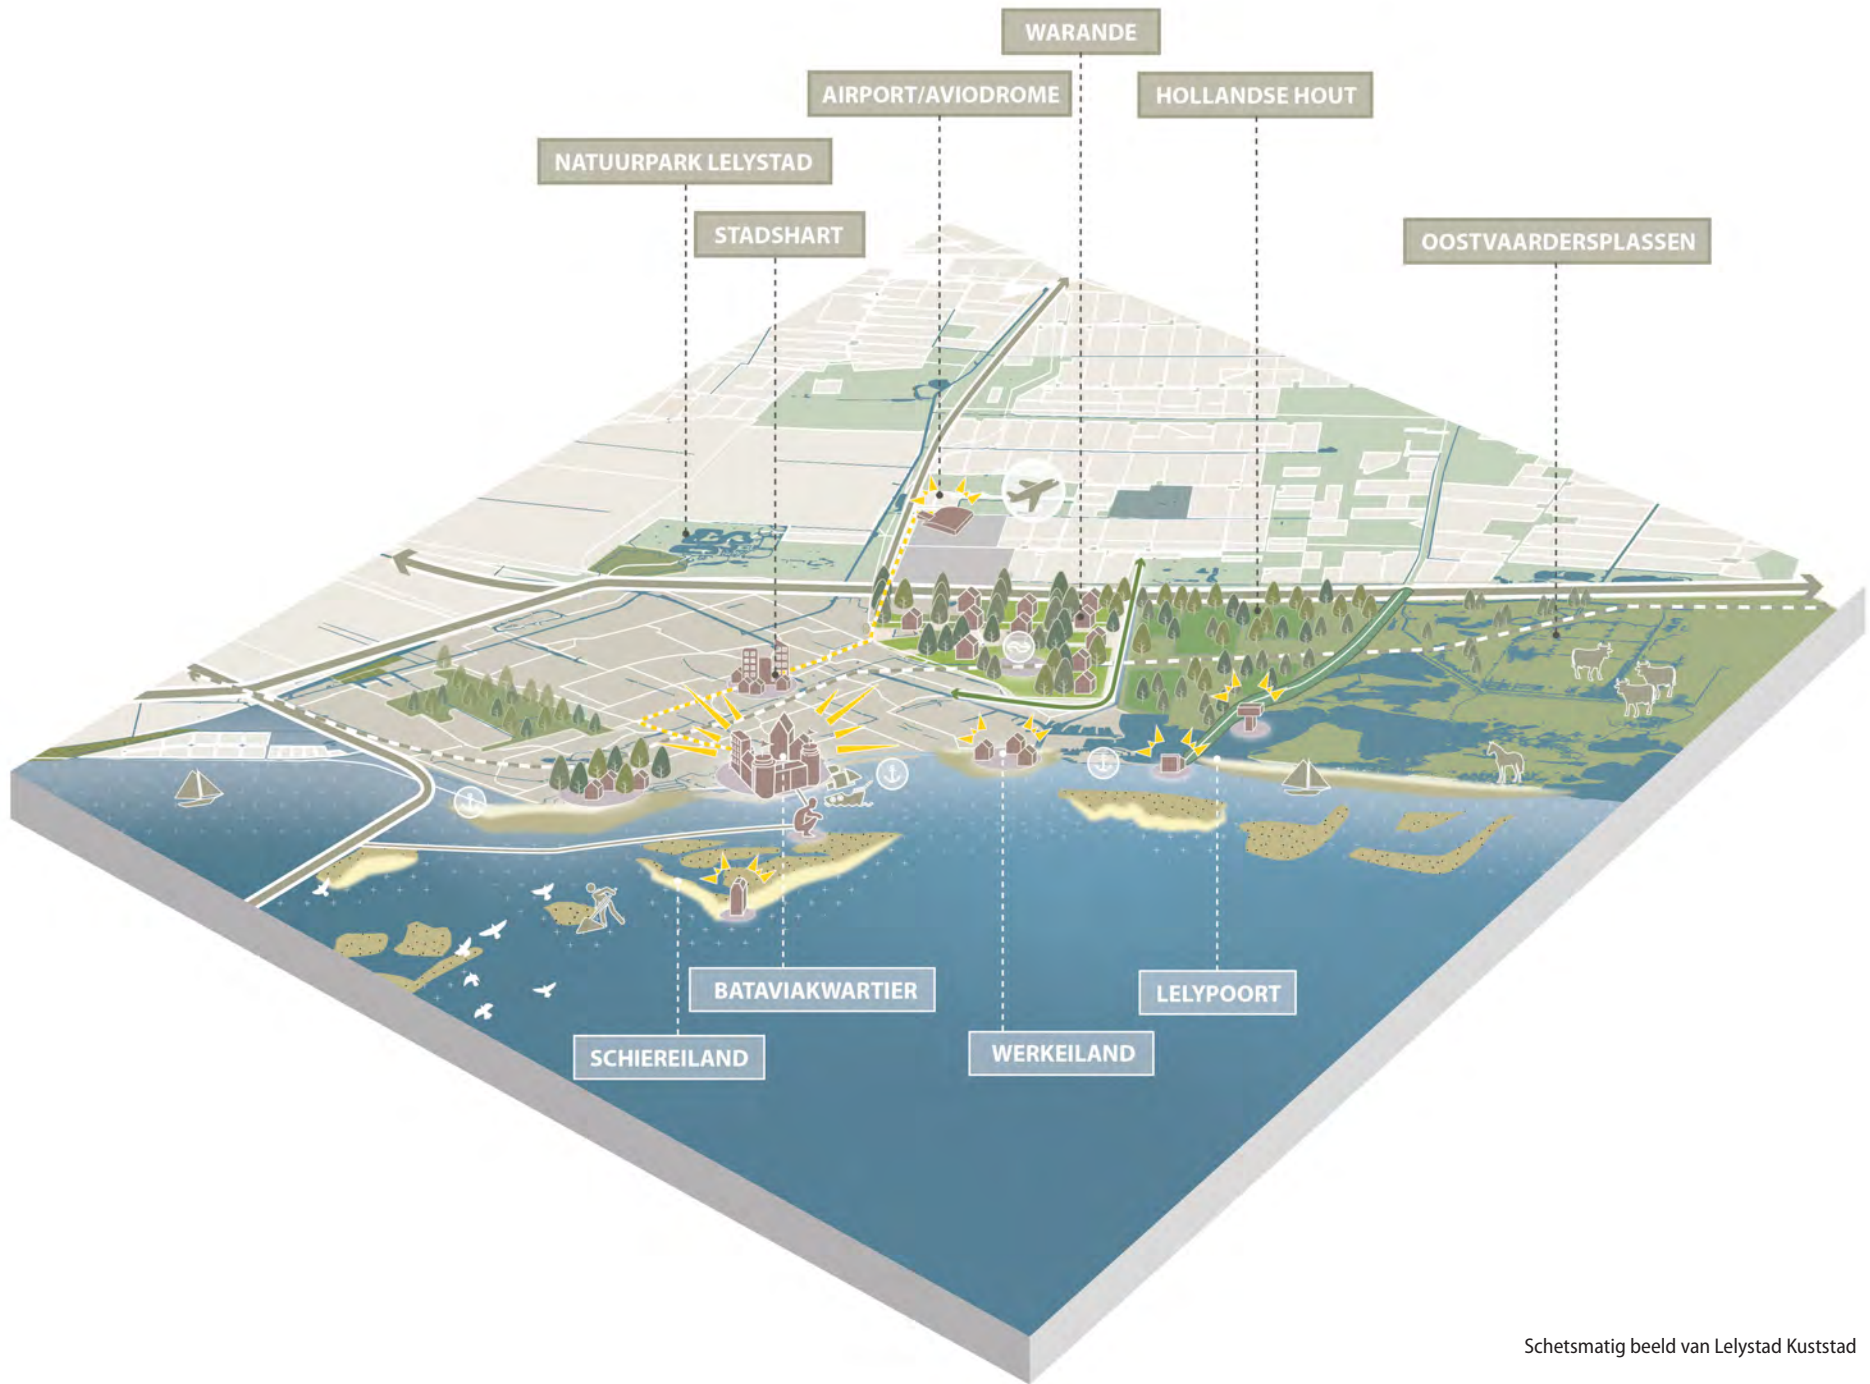 WARANDE
AIRPORT/AVIODROME
HOLLANDSE HOUT
NATUURPARK LELYSTAD
STADSHART
OOSTVAARDERSPLASSEN
BATAVIAKWARTIER
LELYPOORT
SCHIEREILAND
WERKEILAND
Schetsmatig beeld van Lelystad Kuststad